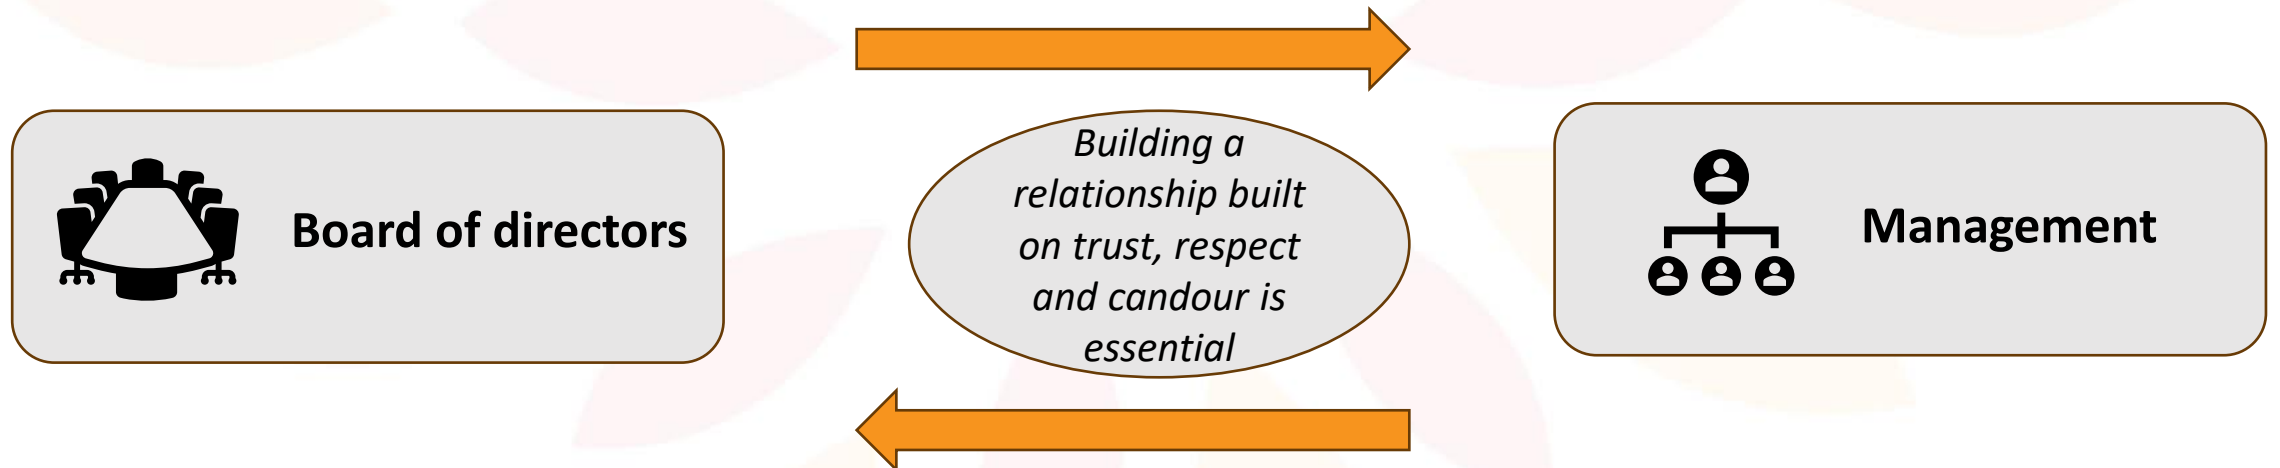 Board of directors
Building a
relationship built
on trust, respect
and candour is
essential
Management